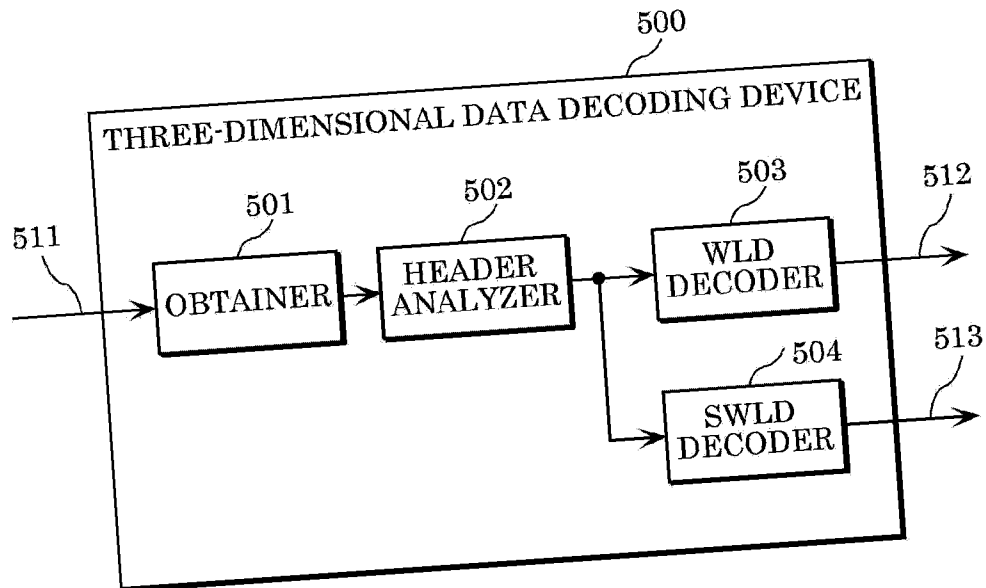 500
THREE-DIMENSIONAL DATA DECODING DEVICE
511
501
502
503
512
OBTAINER
HEADER
ANALYZER
WLD
DECODER
504
513
SWLD
DECODER